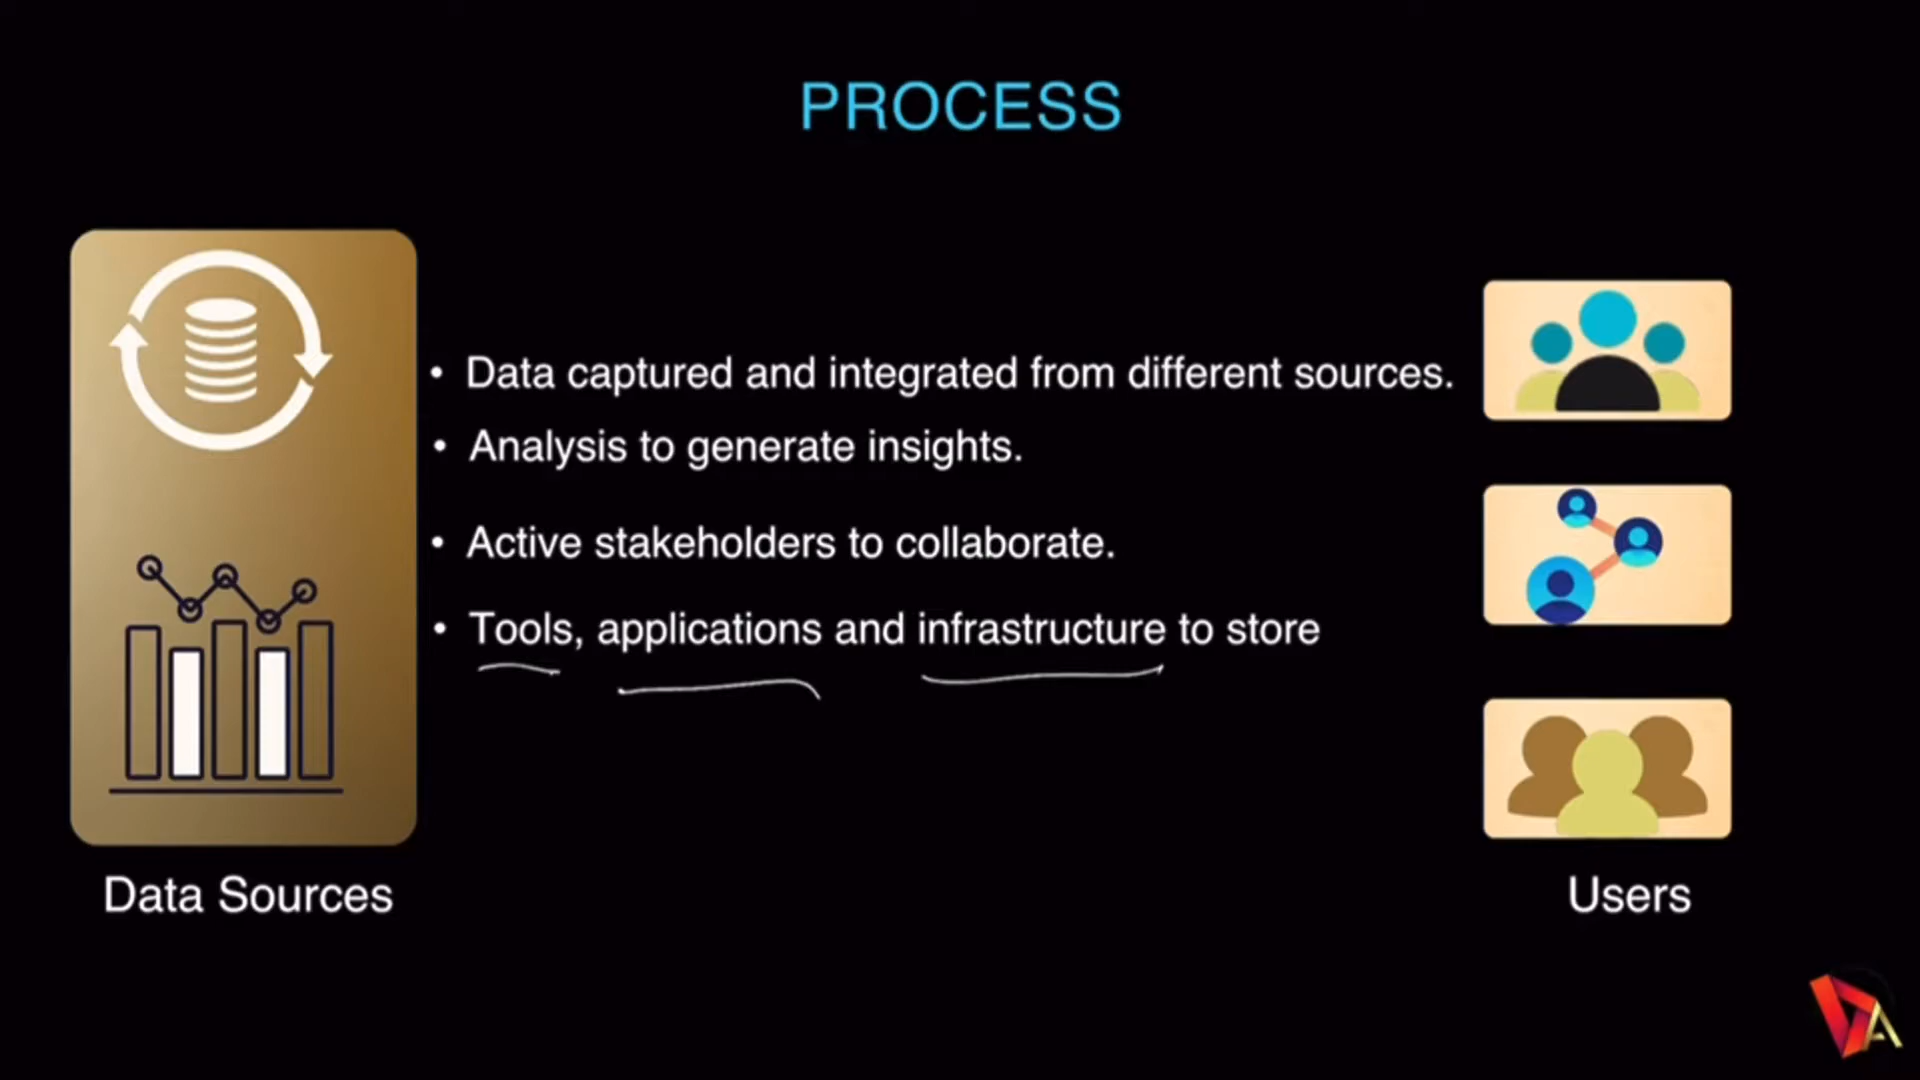 PROCESS
• Data captured and integrated from different sources.
• Analysis to generate insights.
• Active stakeholders to collaborate.
• Tools, applications and infrastructure to store
Data Sources
Users
A